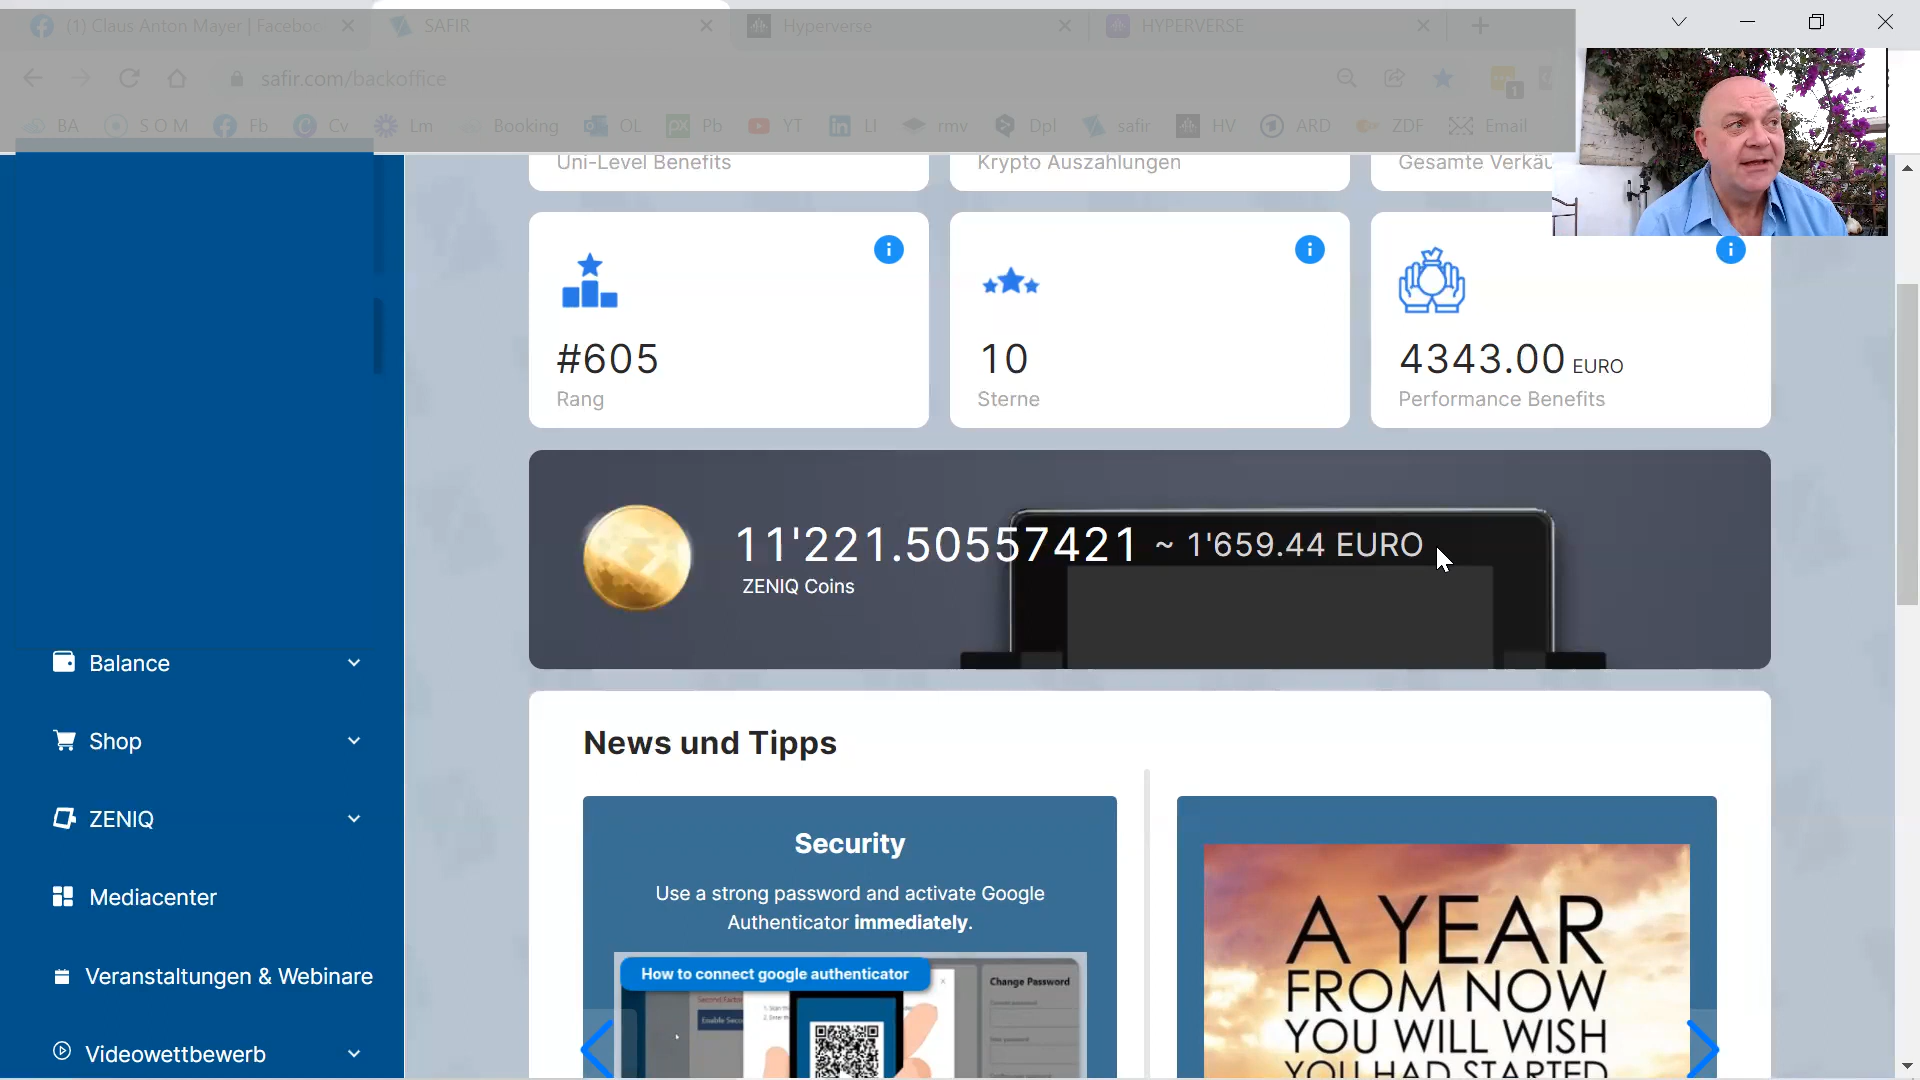 (1) Claus Anton Mayer | Faceboo
SAFIR
Hyperverse
HYPERVERSE
safir.com/backoffice
1
BA
S O M
Fb
Cv
Lm
Booking
OL
Pb
YT
LI
rmv
Dpl
safir
HV
ARD
ZDF
Email
Uni-Level Benefits
Krypto Auszahlungen
Gesamte Verkäu
#605
Rang
10
Sterne
4343.00 EURO
Performance Benefits
11'221.50557421 ~ 1'659.44 EURO
ZENIQ Coins
Balance
Shop
ZENIQ
Mediacenter
Veranstaltungen & Webinare
Videowettbewerb
News und Tipps
Security
Use a strong password and activate Google
Authenticator immediately.
How to connect google authenticator
Change Password
A YEAR
FROM NOW
YOU WILL WISH
YOU HAD STARTED